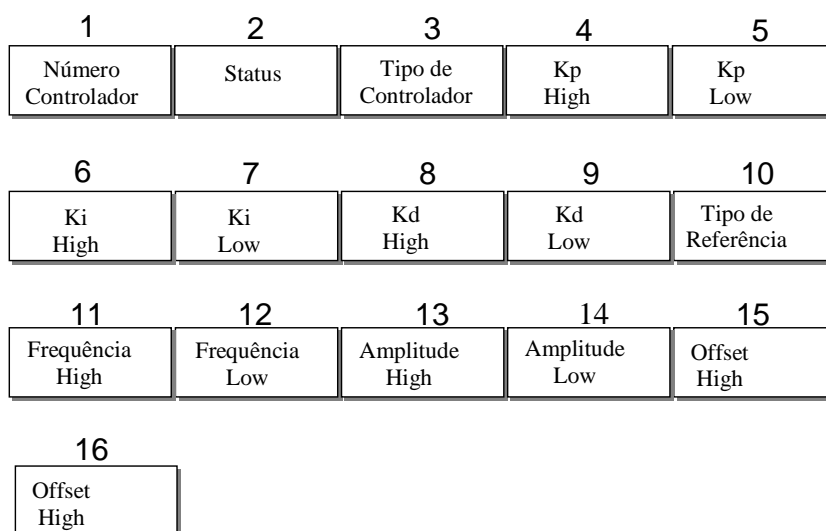 1 2 3 4 5
Número Status Tipo de Kp Kp
Controlador Controlador High Low
6 7 8 9 10
Ki Ki Kd Kd Tipo de
High Low High Low Referência
11 12 13 14 15
Frequência Frequência Amplitude Amplitude Offset
High Low High Low High
16
Offset
High